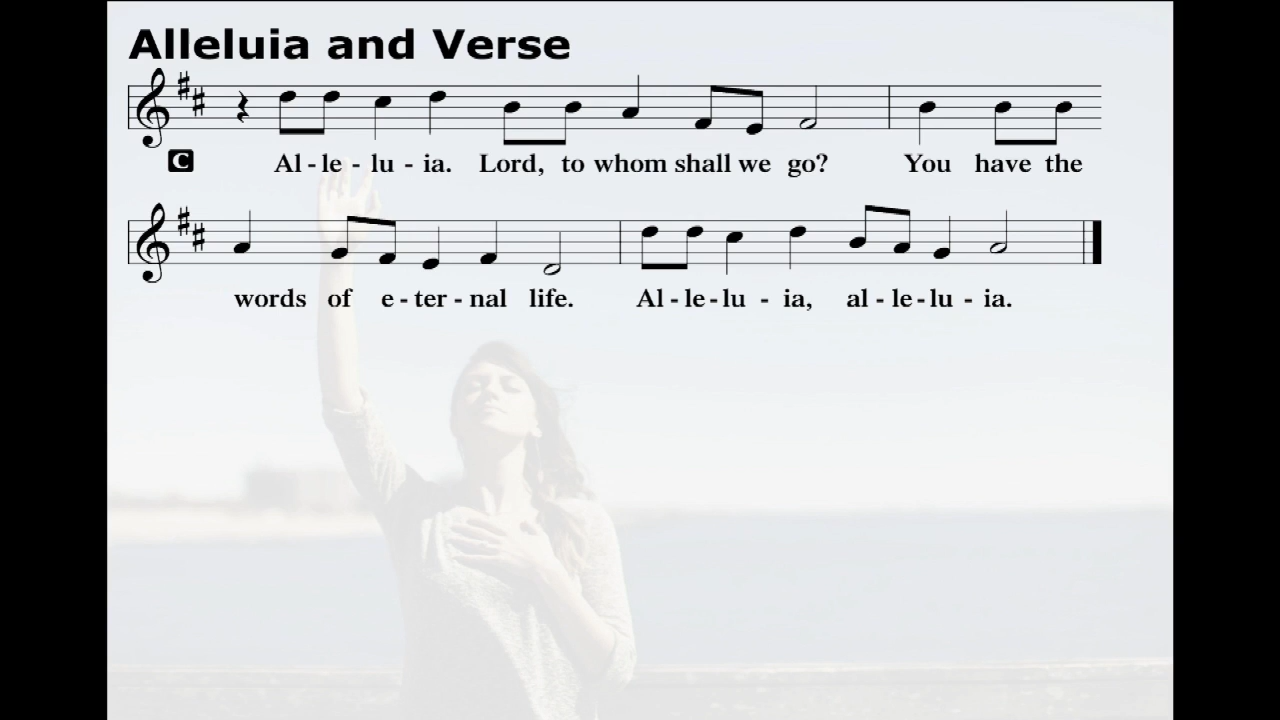 Alleluia and Verse
C Al - le - lu - ia. Lord, to whom shall we go? You have the
words of e - ter - nal life. Al - le - lu - ia, al - le - lu - ia.